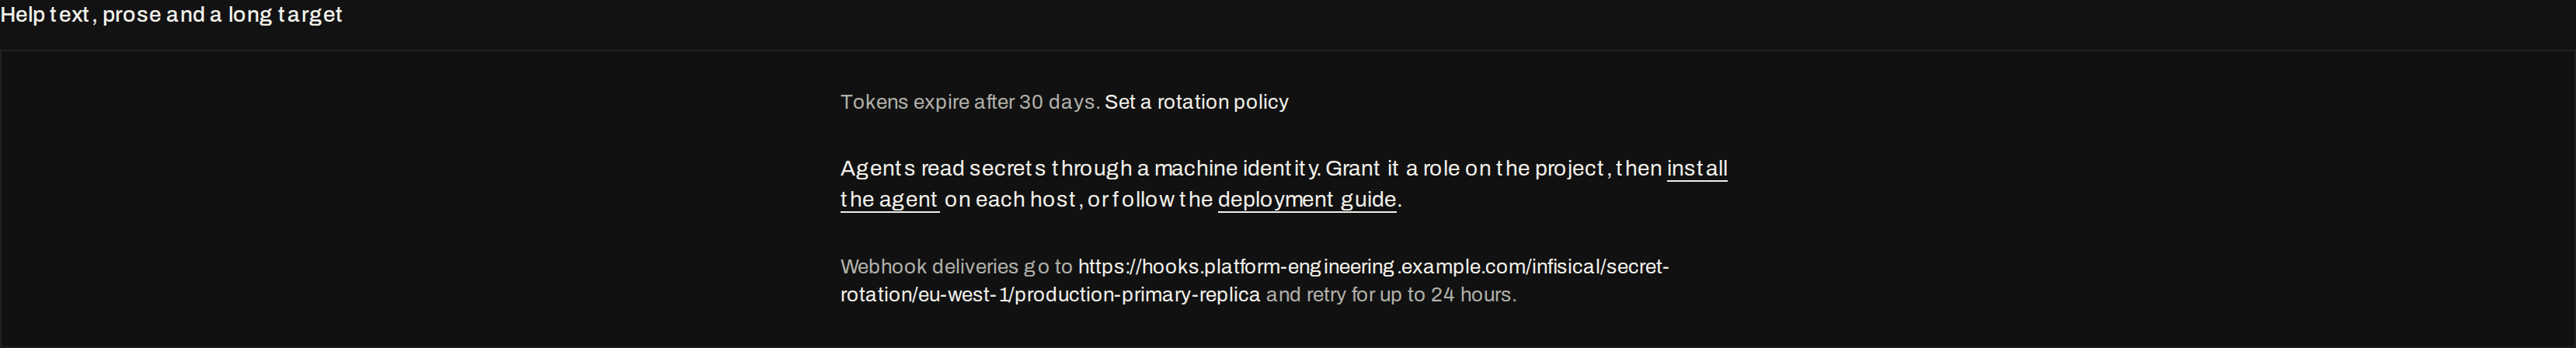 Help text, prose and a long target
Tokens expire after 30 days. Set a rotation policy
Agents read secrets through a machine identity. Grant it a role on the project, then install
the agent on each host, or follow the deployment guide.
Webhook deliveries go to https://hooks.platform-engineering.example.com/infisical/secret-
rotation/eu-west-1/production-primary-replica and retry for up to 24 hours.